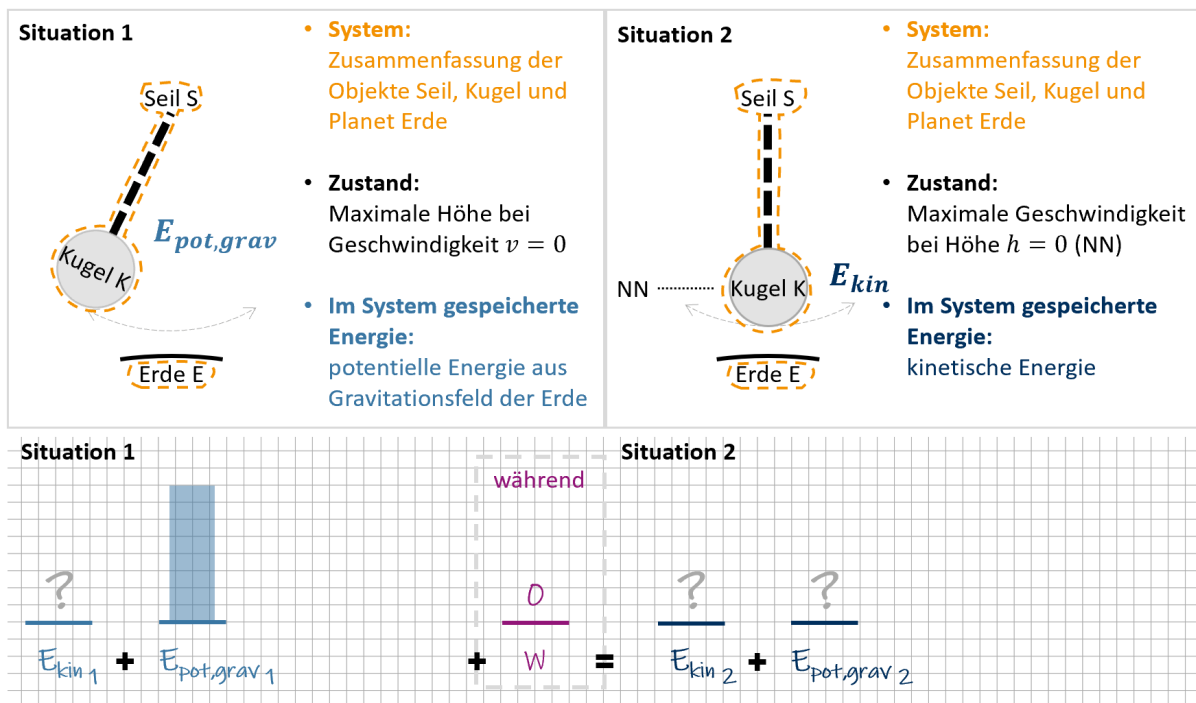 Situation 1
Seil S
Kugel K
E_pot,grav
Erde E
• System:
Zusammenfassung der
Objekte Seil, Kugel und
Planet Erde
• Zustand:
Maximale Höhe bei
Geschwindigkeit v = 0
• Im System gespeicherte
Energie:
potentielle Energie aus
Gravitationsfeld der Erde
Situation 2
Seil S
NN
Kugel K
E_kin
Erde E
• System:
Zusammenfassung der
Objekte Seil, Kugel und
Planet Erde
• Zustand:
Maximale Geschwindigkeit
bei Höhe h = 0 (NN)
• Im System gespeicherte
Energie:
kinetische Energie
Situation 1
während
Situation 2
? 0 ? ?
E_kin 1 + E_pot,grav 1 + W = E_kin 2 + E_pot,grav 2